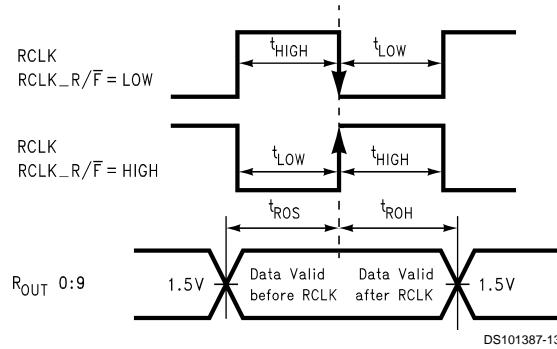 RCLK
RCLK_R/F̅ = LOW
tHIGH
tLOW
RCLK
RCLK_R/F̅ = HIGH
tLOW
tHIGH
tROS
tROH
ROUT 0:9
1.5V
Data Valid
before RCLK
Data Valid
after RCLK
1.5V
DS101387-13